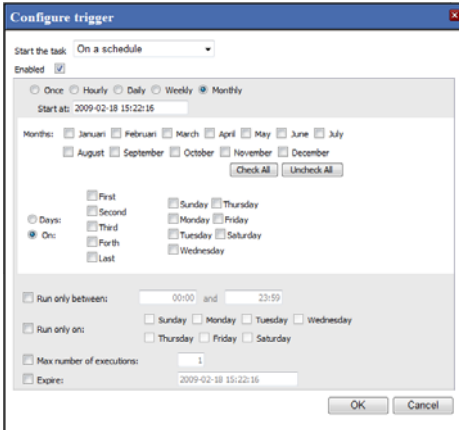 Configure trigger
Start the task On a schedule
Enabled
Once Hourly Daily Weekly Monthly
Start at: 2009-02-18 15:22:16
Months: Januari Februari March April May June July
August September October November December
Check All Uncheck All
Days:
On:
First
Second
Third
Forth
Last
Sunday Thursday
Monday Friday
Tuesday Saturday
Wednesday
Run only between: 00:00 and 23:59
Run only on: Sunday Monday Tuesday Wednesday
Thursday Friday Saturday
Max number of executions: 1
Expire: 2009-02-18 15:22:16
OK Cancel